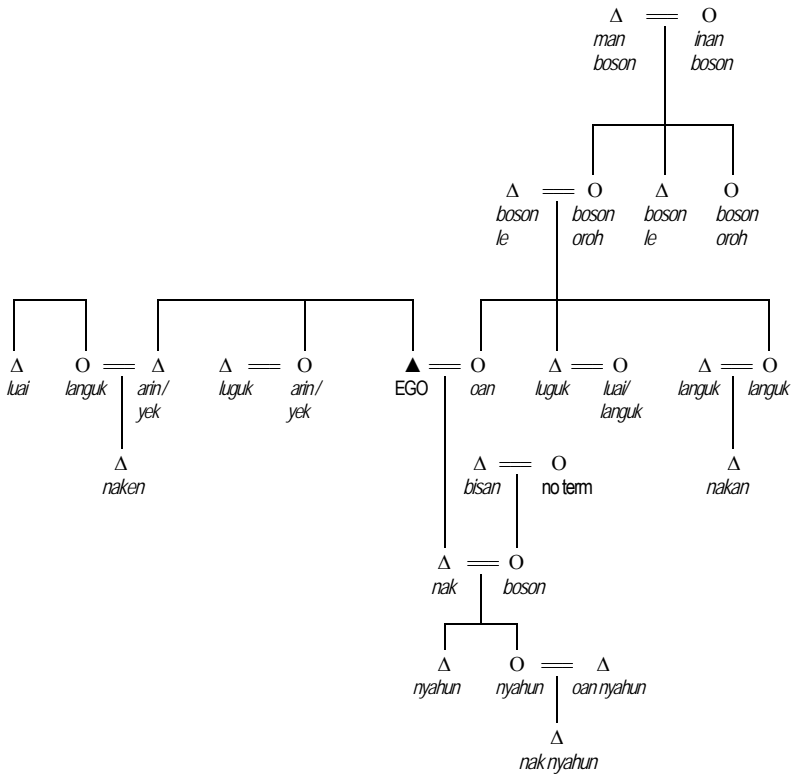 man inan
boson boson
boson boson boson boson
le oroh le oroh
luai languk arin / luguk arin / EGO oan luguk luai/ languk languk
yek yek languk
naken bisan no term nakan
nak boson
nyahun nyahun oan nyahun
nak nyahun